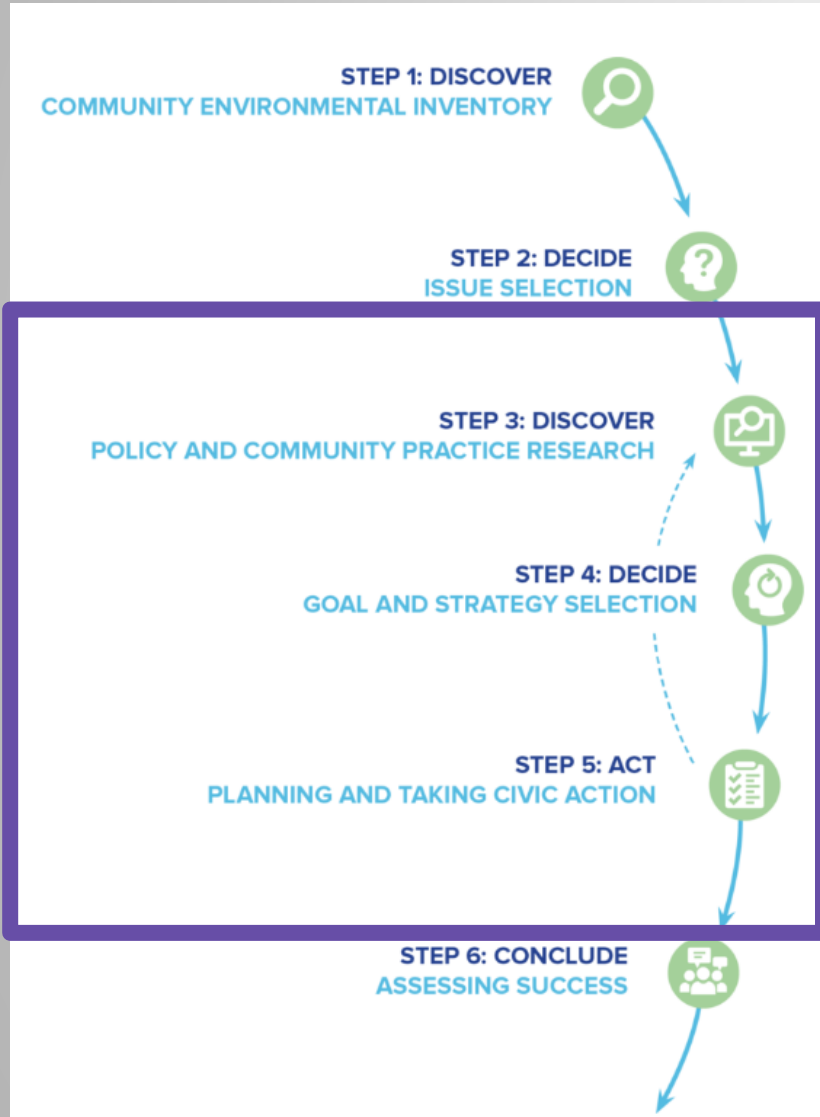 STEP 1: DISCOVER
COMMUNITY ENVIRONMENTAL INVENTORY
STEP 2: DECIDE
ISSUE SELECTION
STEP 3: DISCOVER
POLICY AND COMMUNITY PRACTICE RESEARCH
STEP 4: DECIDE
GOAL AND STRATEGY SELECTION
STEP 5: ACT
PLANNING AND TAKING CIVIC ACTION
STEP 6: CONCLUDE
ASSESSING SUCCESS